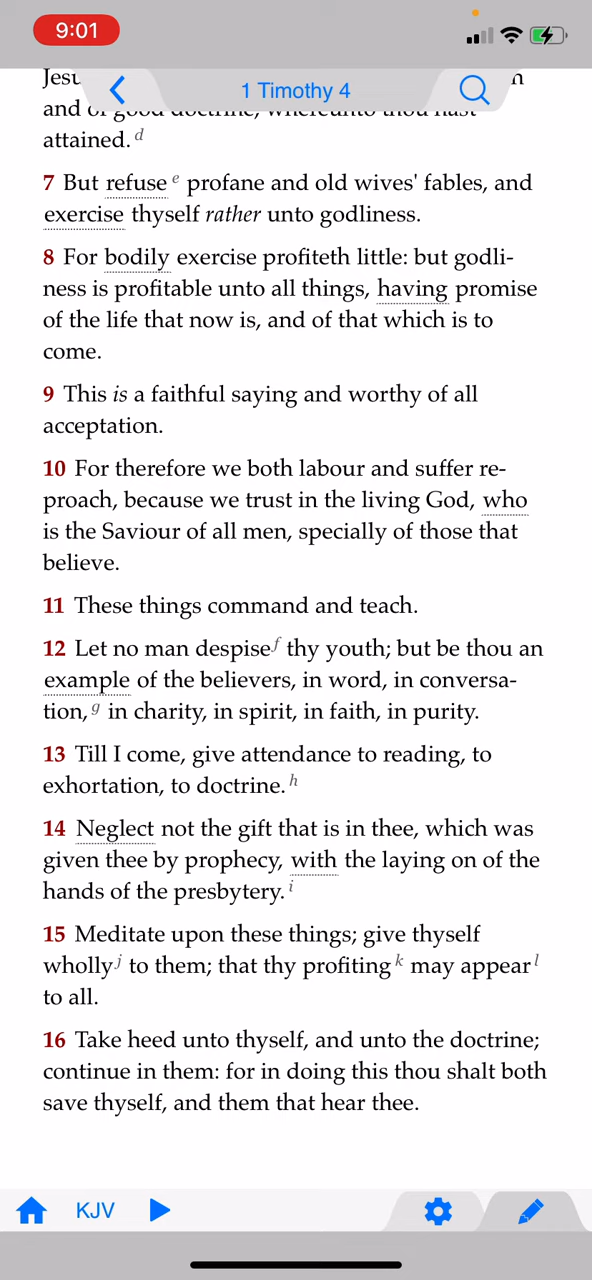 9:01
1 Timothy 4
Jesu
n
and of good doctrine, whereunto thou hast
attained. d
7 But refuse e profane and old wives' fables, and
exercise thyself rather unto godliness.
8 For bodily exercise profiteth little: but godli-
ness is profitable unto all things, having promise
of the life that now is, and of that which is to
come.
9 This is a faithful saying and worthy of all
acceptation.
10 For therefore we both labour and suffer re-
proach, because we trust in the living God, who
is the Saviour of all men, specially of those that
believe.
11 These things command and teach.
12 Let no man despise f thy youth; but be thou an
example of the believers, in word, in conversa-
tion, g in charity, in spirit, in faith, in purity.
13 Till I come, give attendance to reading, to
exhortation, to doctrine. h
14 Neglect not the gift that is in thee, which was
given thee by prophecy, with the laying on of the
hands of the presbytery. i
15 Meditate upon these things; give thyself
wholly j to them; that thy profiting k may appear l
to all.
16 Take heed unto thyself, and unto the doctrine;
continue in them: for in doing this thou shalt both
save thyself, and them that hear thee.
KJV